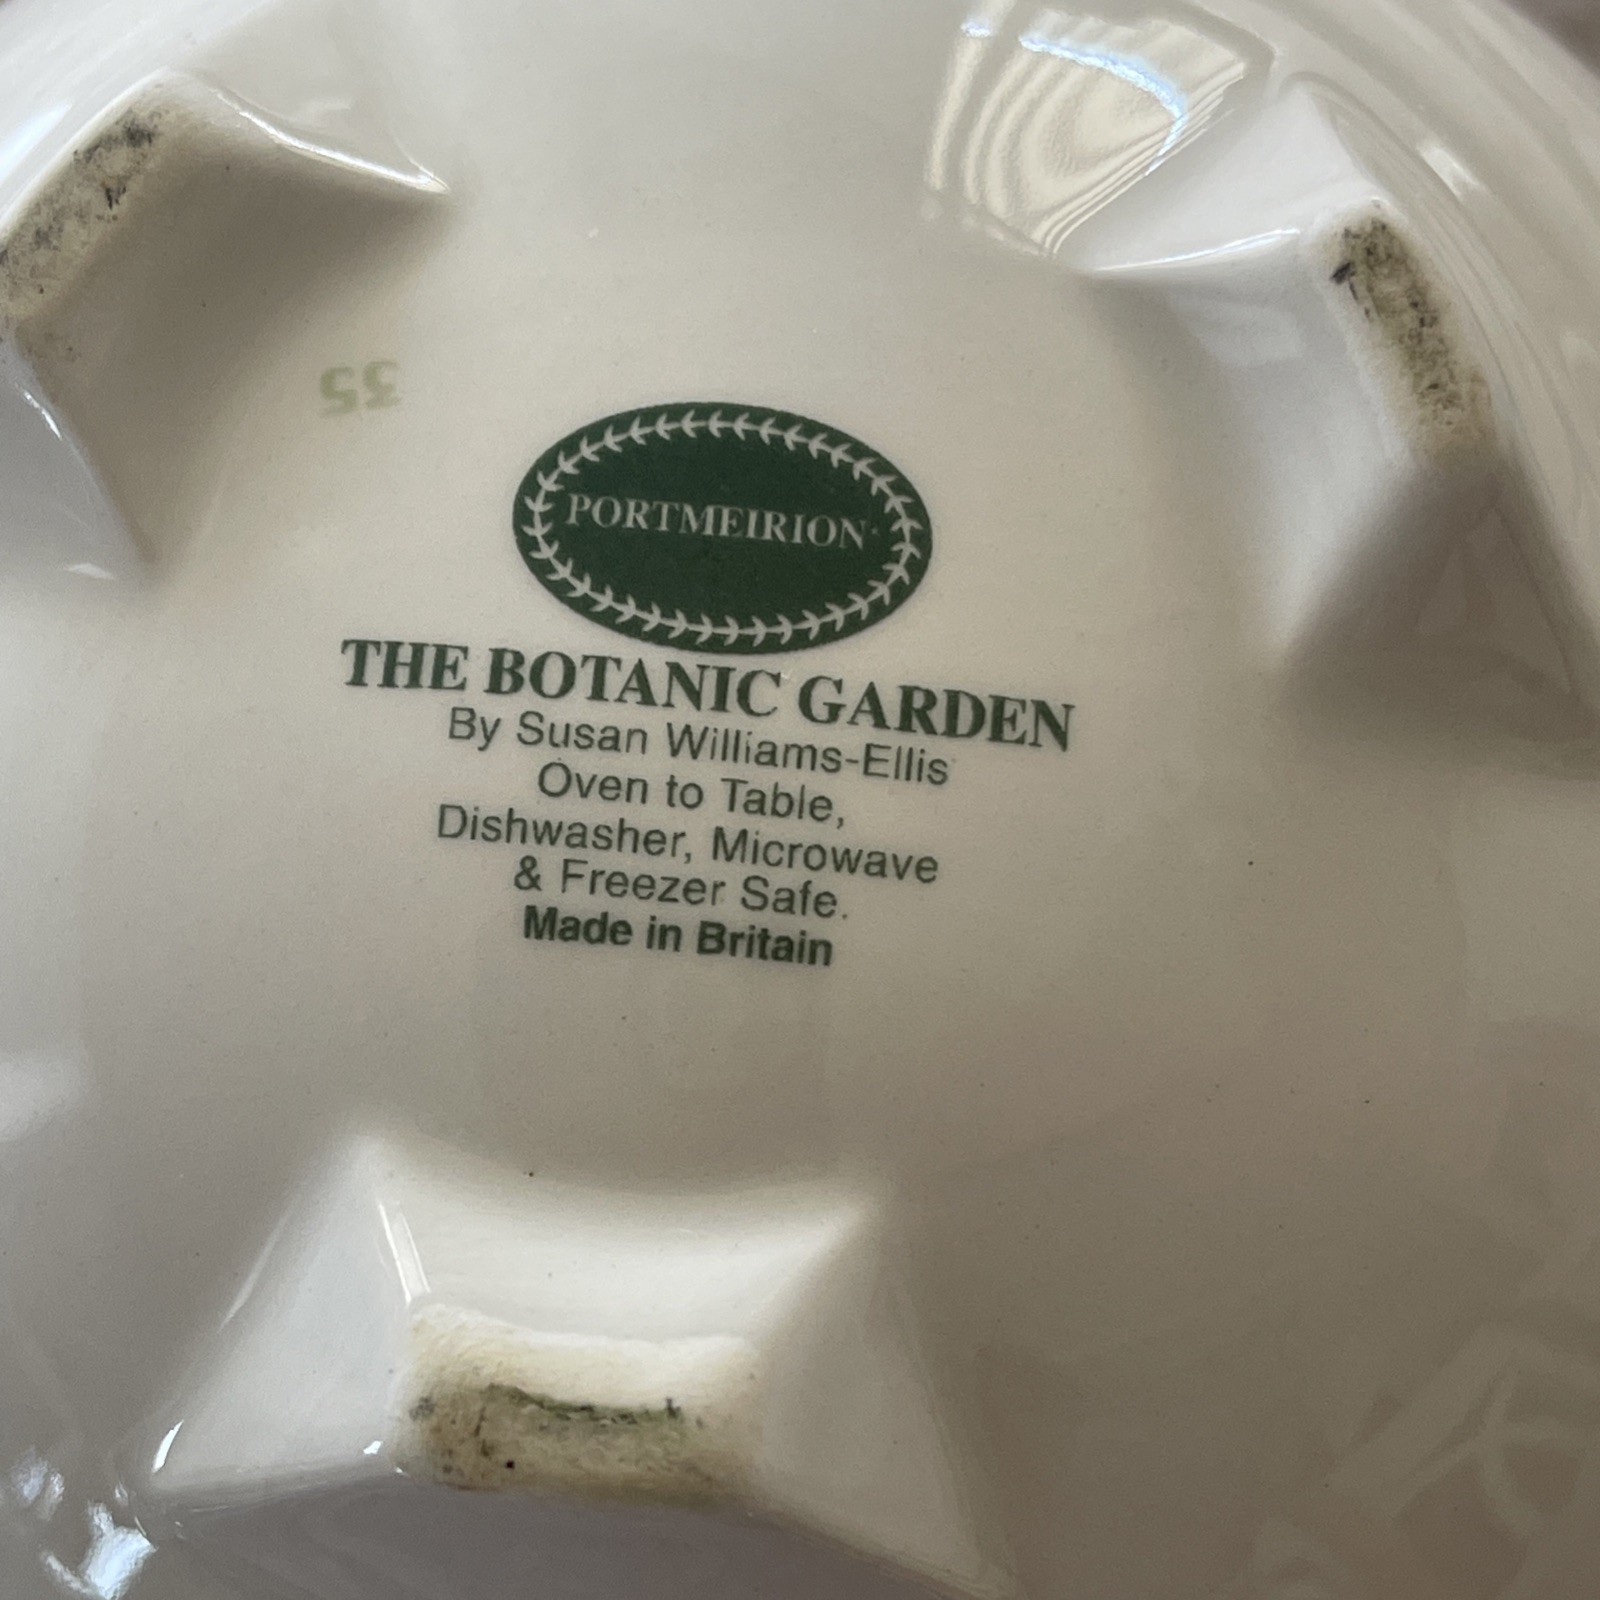 35
PORTMEIRION
THE BOTANIC GARDEN
By Susan Williams-Ellis
Oven to Table,
Dishwasher, Microwave
& Freezer Safe.
Made in Britain